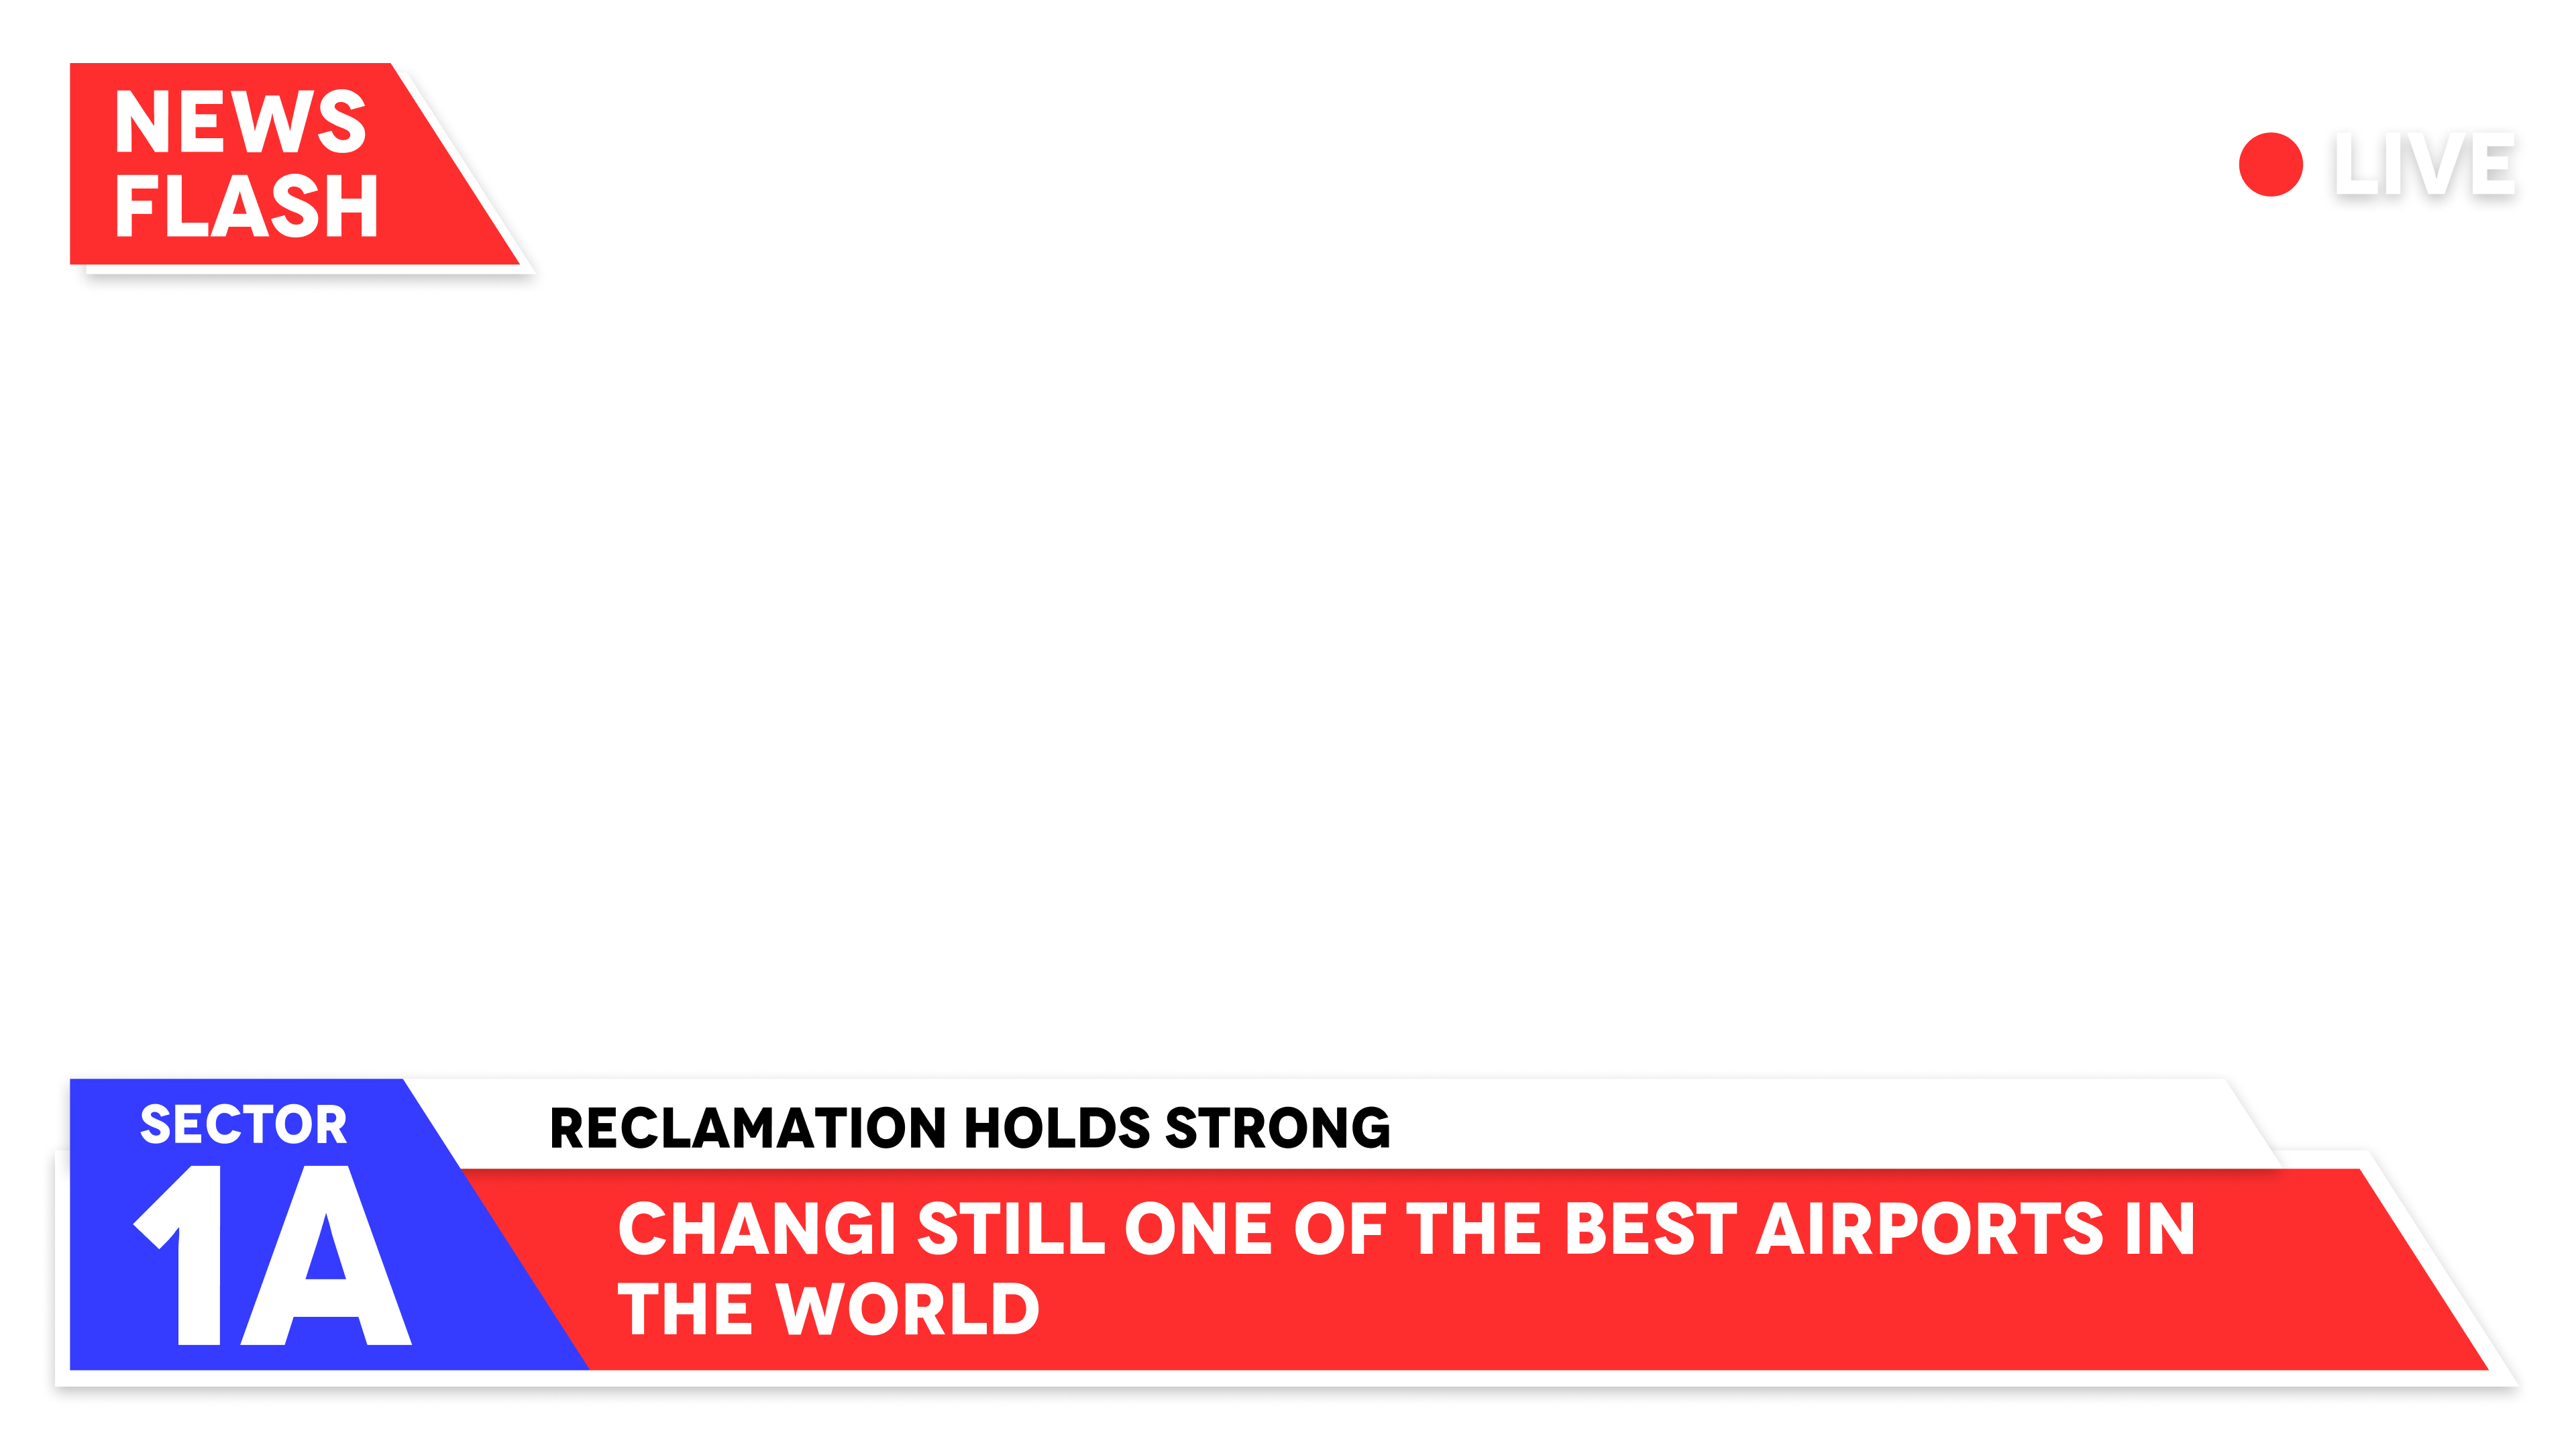 NEWS
FLASH
LIVE
SECTOR
1A
RECLAMATION HOLDS STRONG
CHANGI STILL ONE OF THE BEST AIRPORTS IN
THE WORLD